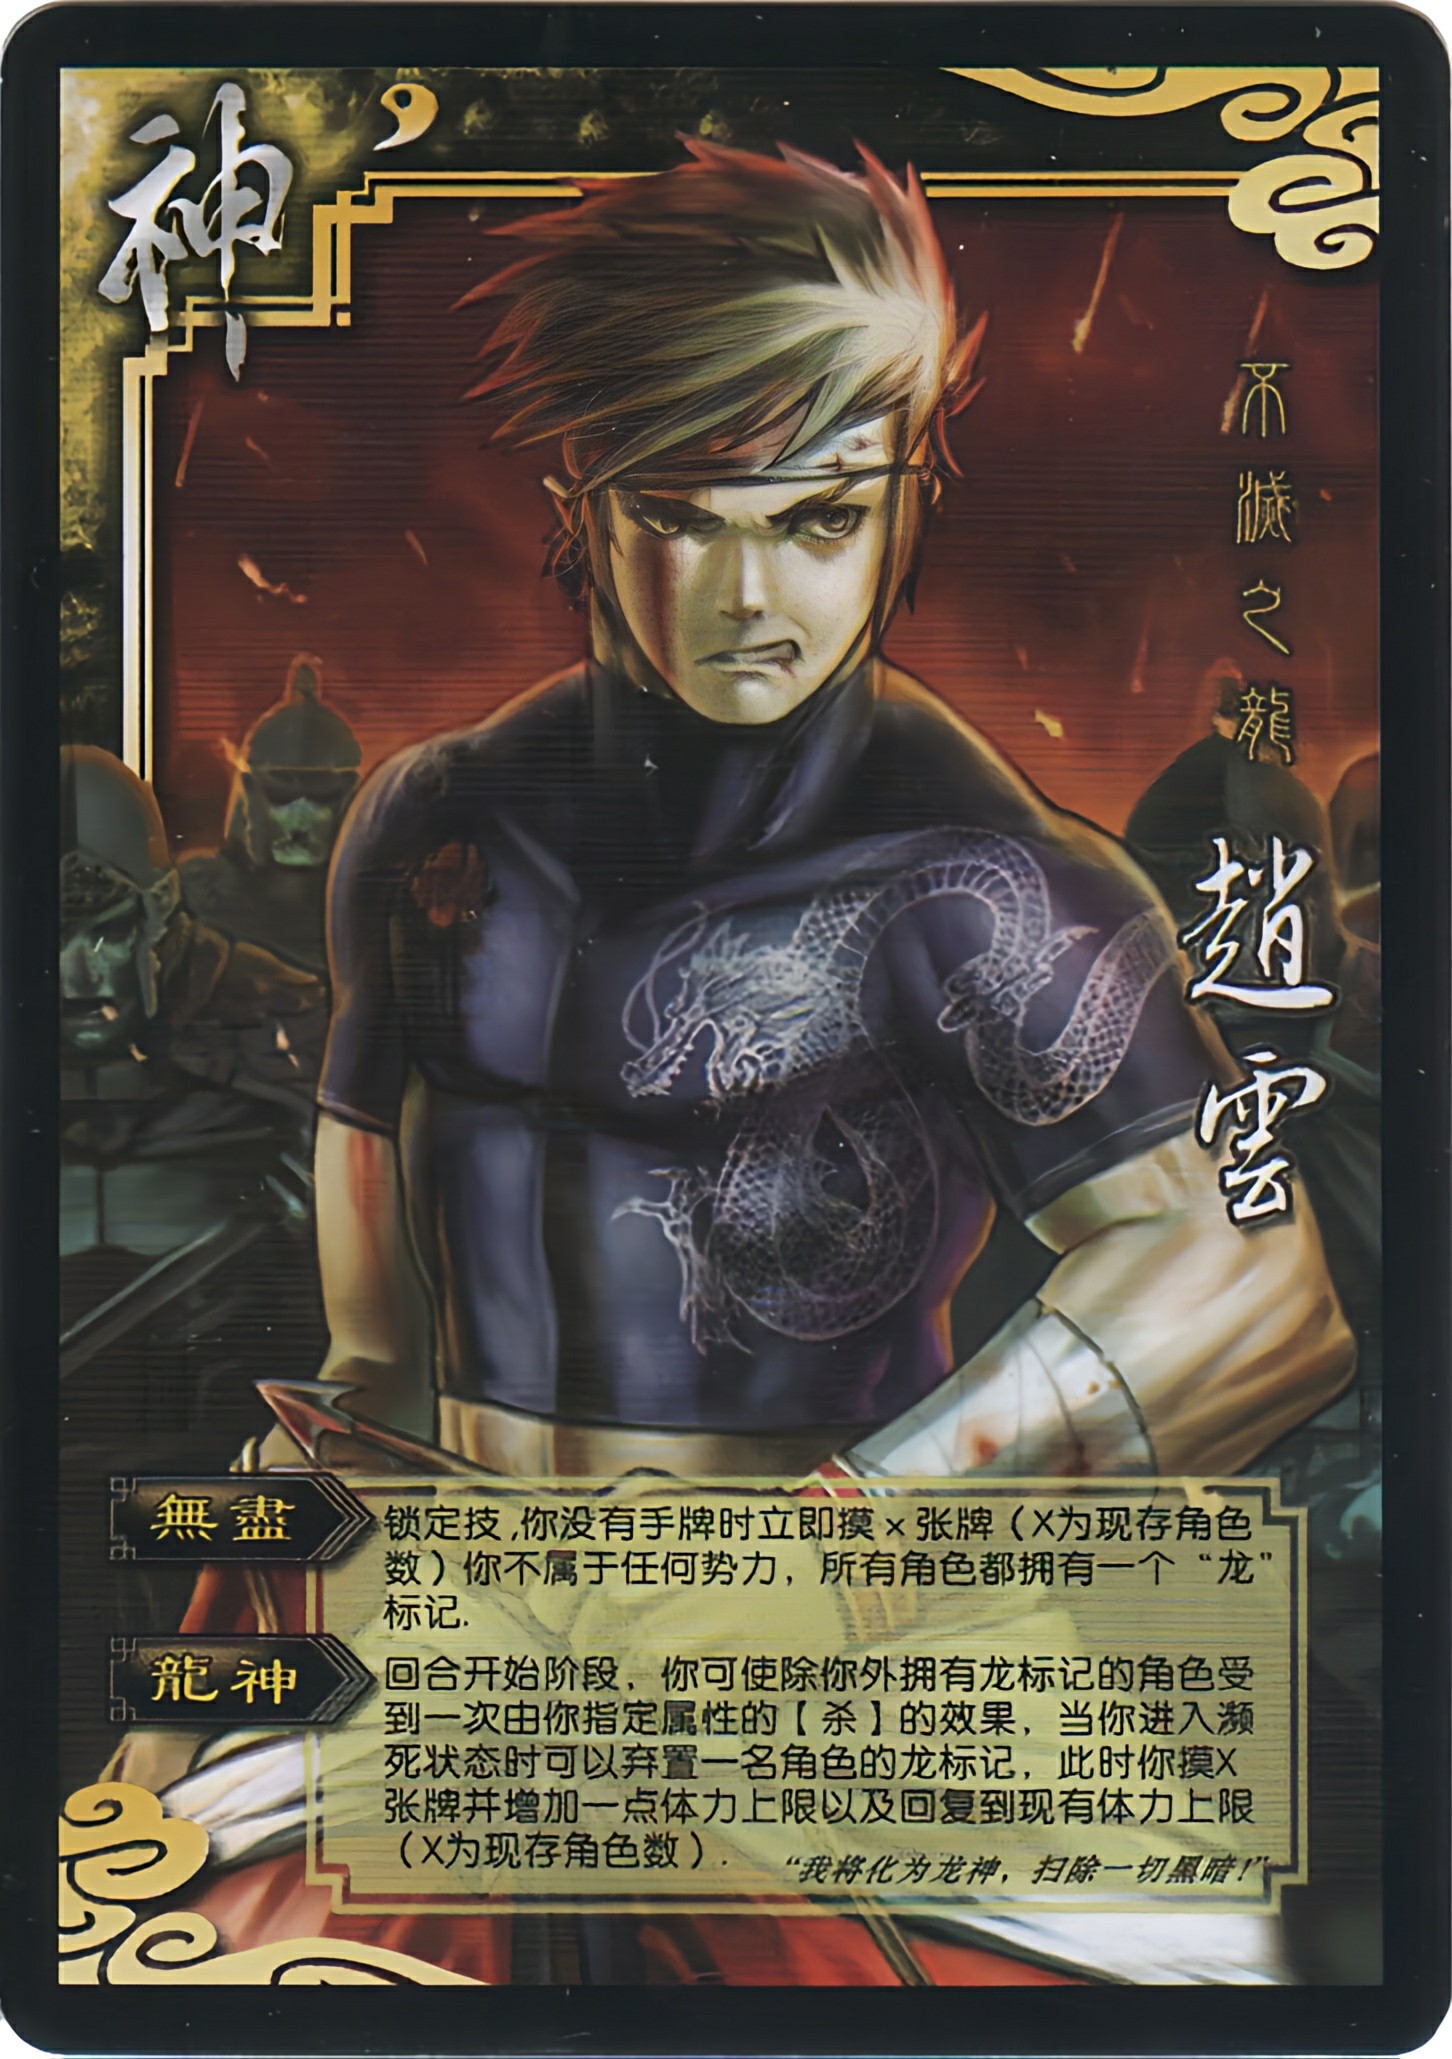 神
不滅之龍
趙雲
無盡
锁定技,你没有手牌时立即摸×张牌（X为现存角色
数）你不属于任何势力，所有角色都拥有一个“龙”
标记.
龍神
回合开始阶段，你可使除你外拥有龙标记的角色受
到一次由你指定属性的【杀】的效果，当你进入濒
死状态时可以弃置一名角色的龙标记，此时你摸X
张牌并增加一点体力上限以及回复到现有体力上限
（X为现存角色数）.
“我将化为龙神，扫除一切黑暗！”